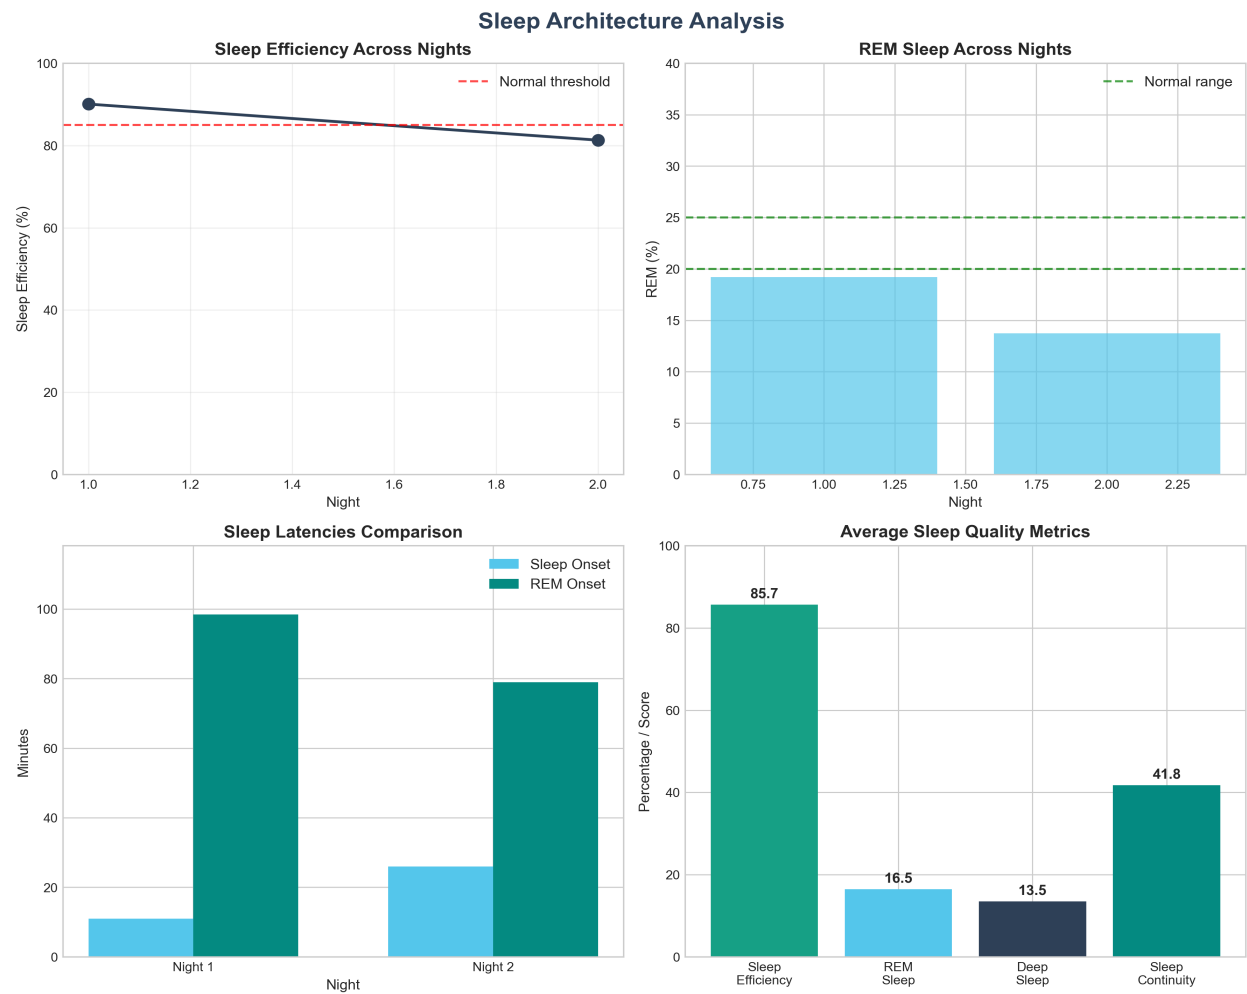 Sleep Architecture Analysis
Sleep Efficiency Across Nights
100
80
60
40
20
0
Sleep Efficiency (%)
Normal threshold
1.0 1.2 1.4 1.6 1.8 2.0
Night
REM Sleep Across Nights
40
35
30
25
20
15
10
5
0
REM (%)
Normal range
0.75 1.00 1.25 1.50 1.75 2.00 2.25
Night
Sleep Latencies Comparison
100
80
60
40
20
0
Minutes
Sleep Onset
REM Onset
Night 1 Night 2
Night
Average Sleep Quality Metrics
100
80
60
40
20
0
Percentage / Score
85.7
16.5
13.5
41.8
Sleep
Efficiency
REM
Sleep
Deep
Sleep
Sleep
Continuity